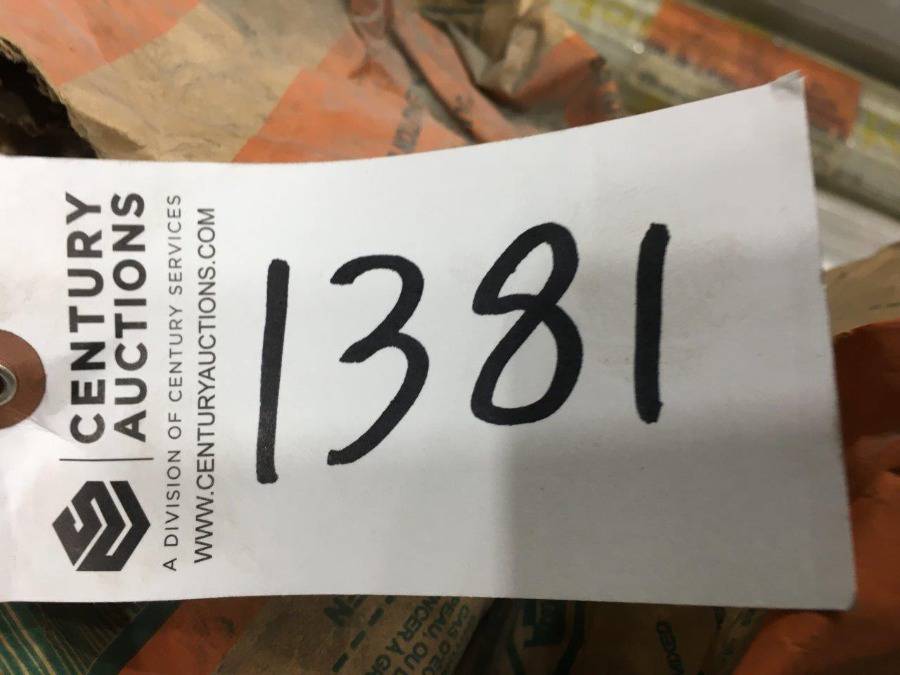 CENTURY
AUCTIONS
A DIVISION OF CENTURY SERVICES
WWW.CENTURYAUCTIONS.COM
1381